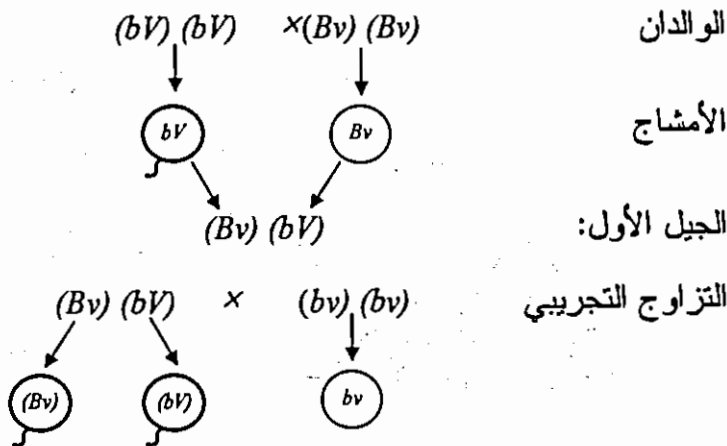 الوالدان (bV) (bV) ×(Bv) (Bv)
الأمشاج bV Bv
الجيل الأول: (Bv) (bV)
التزاوج التجريبي (Bv) (bV) × (bv) (bv)
(Bv) (bV) bv